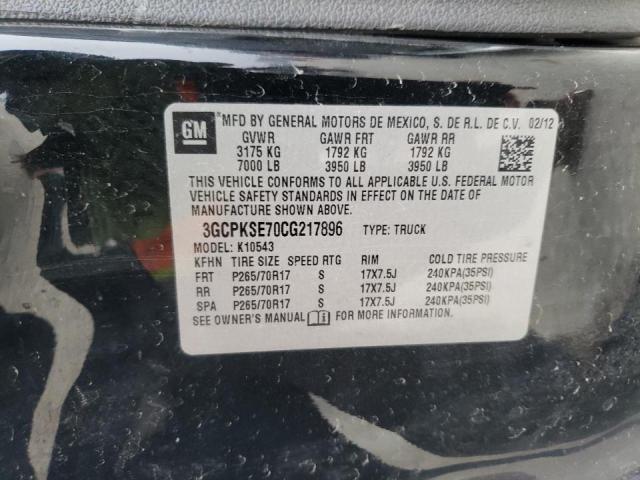 GM MFD BY GENERAL MOTORS DE MEXICO, S. DE R.L. DE C.V. 02/12
GVWR GAWR FRT GAWR RR
3175 KG 1792 KG 1792 KG
7000 LB 3950 LB 3950 LB
THIS VEHICLE CONFORMS TO ALL APPLICABLE U.S. FEDERAL MOTOR
VEHICLE SAFETY STANDARDS IN EFFECT ON THE DATE OF
MANUFACTURE SHOWN ABOVE.
3GCPKSE70CG217896 TYPE: TRUCK
MODEL: K10543
KFHN TIRE SIZE SPEED RTG RIM COLD TIRE PRESSURE
FRT P265/70R17 S 17X7.5J 240KPA(35PSI)
RR P265/70R17 S 17X7.5J 240KPA(35PSI)
SPA P265/70R17 S 17X7.5J 240KPA(35PSI)
SEE OWNER'S MANUAL FOR MORE INFORMATION.